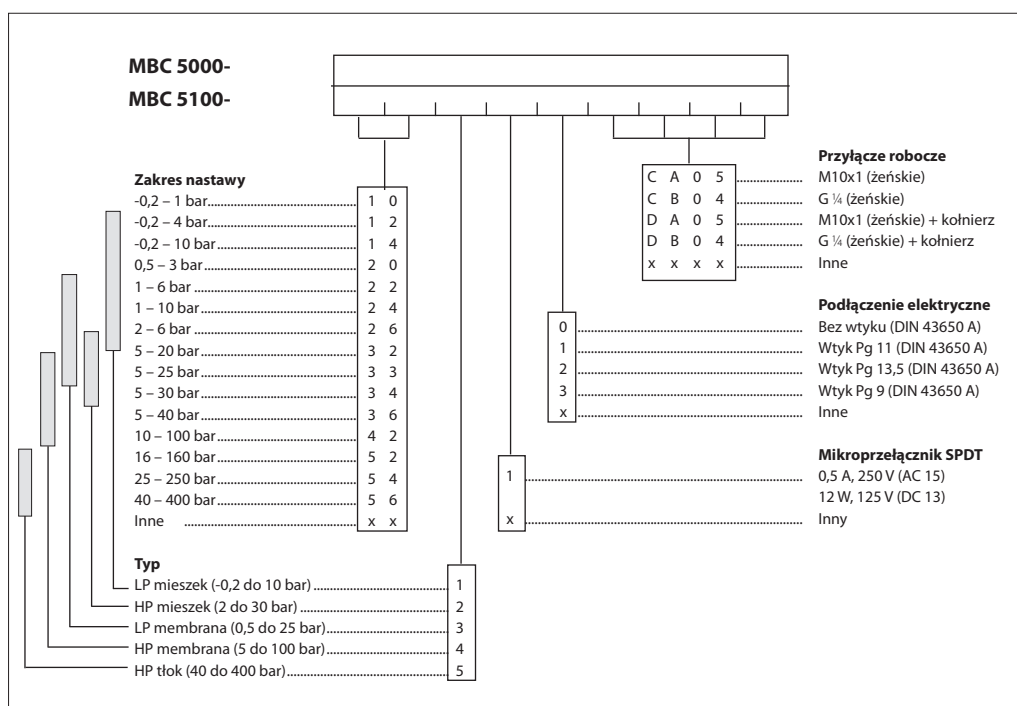 MBC 5000-
MBC 5100-
Zakres nastawy
-0,2 – 1 bar 1 0
-0,2 – 4 bar 1 2
-0,2 – 10 bar 1 4
0,5 – 3 bar 2 0
1 – 6 bar 2 2
1 – 10 bar 2 4
2 – 6 bar 2 6
5 – 20 bar 3 2
5 – 25 bar 3 3
5 – 30 bar 3 4
5 – 40 bar 3 6
10 – 100 bar 4 2
16 – 160 bar 5 2
25 – 250 bar 5 4
40 – 400 bar 5 6
Inne x x
Typ
LP mieszek (-0,2 do 10 bar) 1
HP mieszek (2 do 30 bar) 2
LP membrana (0,5 do 25 bar) 3
HP membrana (5 do 100 bar) 4
HP tłok (40 do 400 bar) 5
Przyłącze robocze
C A 0 5 M10x1 (żeńskie)
C B 0 4 G ¼ (żeńskie)
D A 0 5 M10x1 (żeńskie) + kołnierz
D B 0 4 G ¼ (żeńskie) + kołnierz
x x x x Inne
Podłączenie elektryczne
0 Bez wtyku (DIN 43650 A)
1 Wtyk Pg 11 (DIN 43650 A)
2 Wtyk Pg 13,5 (DIN 43650 A)
3 Wtyk Pg 9 (DIN 43650 A)
x Inne
Mikroprzełącznik SPDT
1 0,5 A, 250 V (AC 15)
12 W, 125 V (DC 13)
x Inny